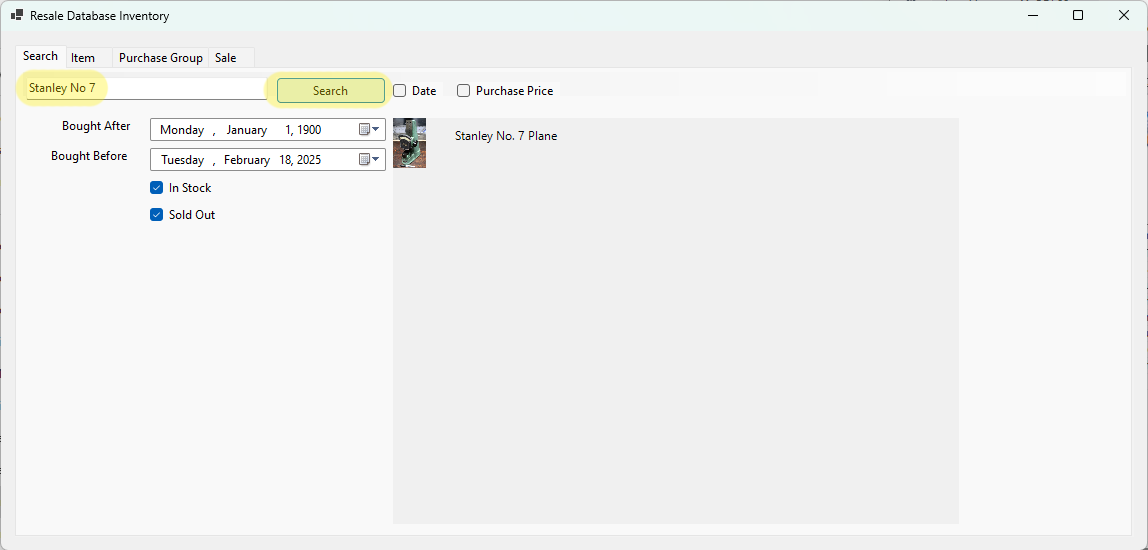 Resale Database Inventory
Search Item Purchase Group Sale
Stanley No 7 Search Date Purchase Price
Bought After Monday , January 1, 1900
Stanley No. 7 Plane
Bought Before Tuesday , February 18, 2025
In Stock
Sold Out